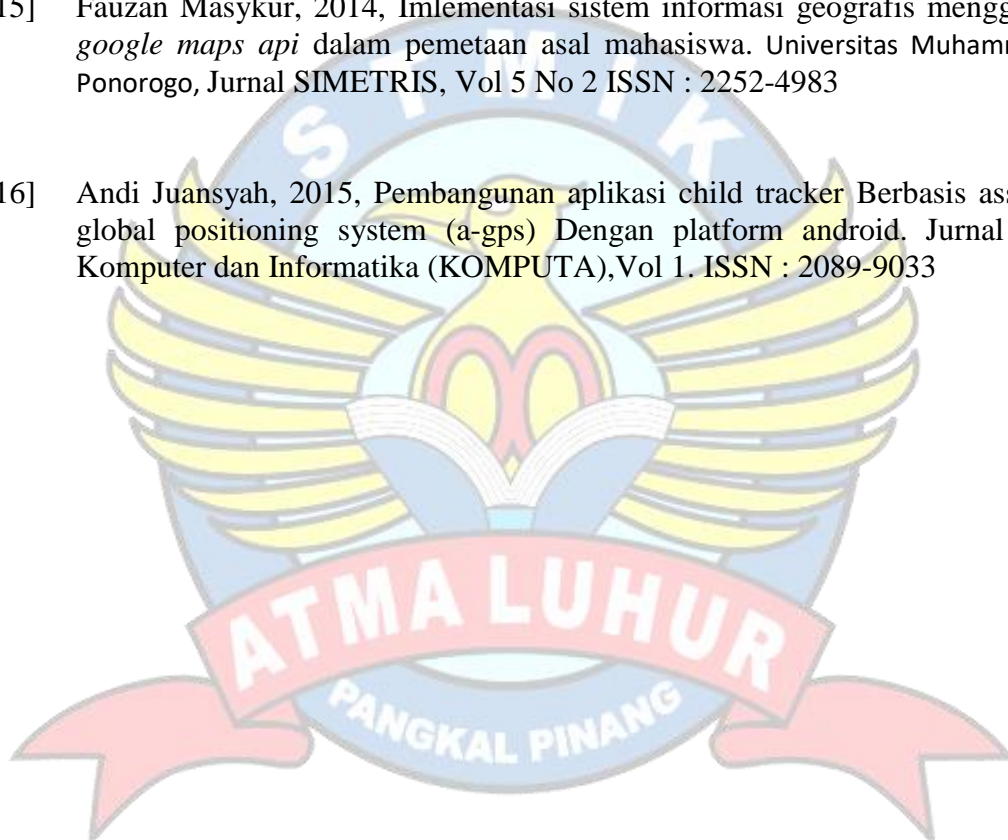 15] Fauzan Masykur, 2014, Imlementasi sistem informasi geografis mengg
google maps api dalam pemetaan asal mahasiswa. Universitas Muhamm
Ponorogo, Jurnal SIMETRIS, Vol 5 No 2 ISSN : 2252-4983
16] Andi Juansyah, 2015, Pembangunan aplikasi child tracker Berbasis ass
global positioning system (a-gps) Dengan platform android. Jurnal
Komputer dan Informatika (KOMPUTA),Vol 1. ISSN : 2089-9033
STMIK
ATMA LUHUR
PANGKAL PINANG